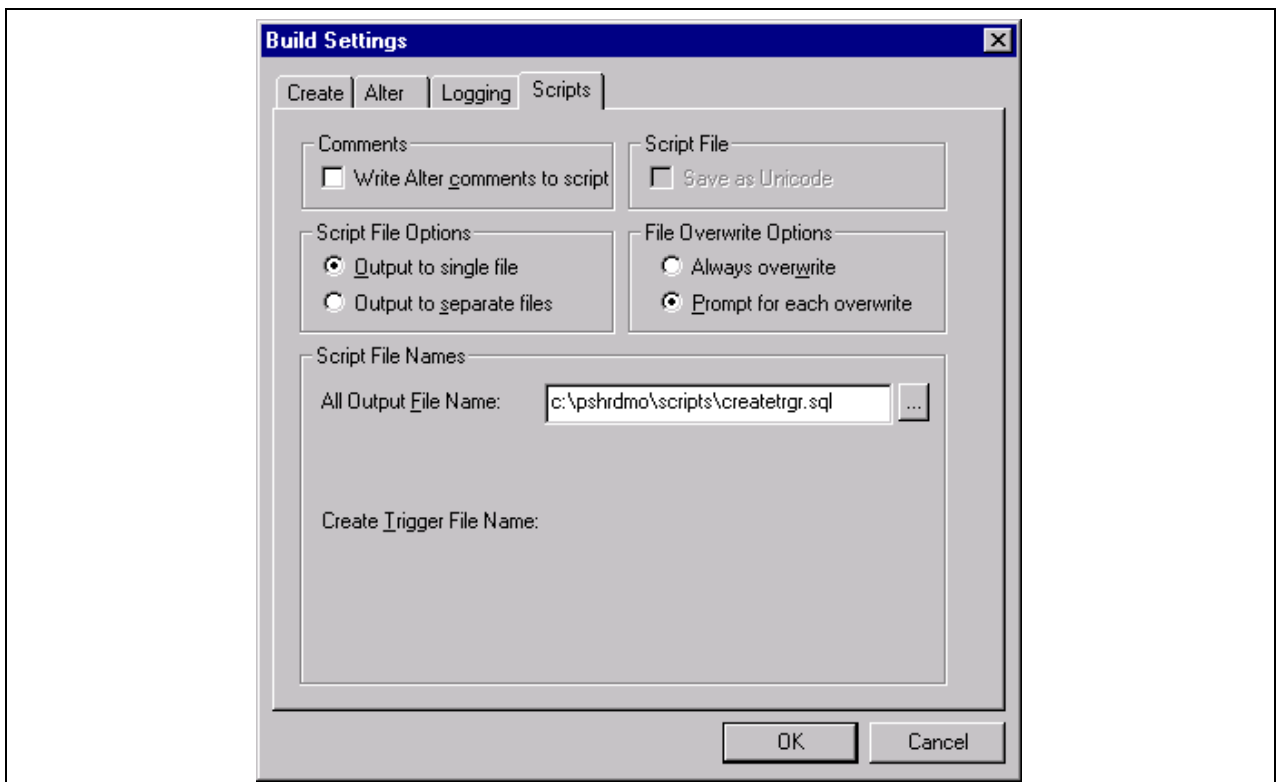 Build Settings
Create Alter Logging Scripts
Comments
Write Alter comments to script
Script File
Save as Unicode
Script File Options
Output to single file
Output to separate files
File Overwrite Options
Always overwrite
Prompt for each overwrite
Script File Names
All Output File Name: c:\pshrdmo\scripts\createtrgr.sql ...
Create Trigger File Name:
OK Cancel